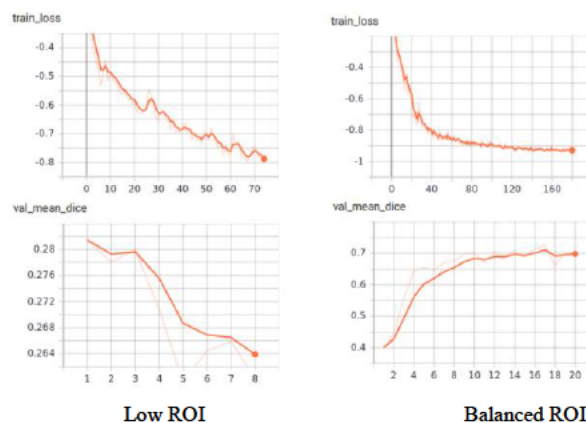 train_loss
-0.4
-0.5
-0.6
-0.7
-0.8
0 10 20 30 40 50 60 70
val_mean_dice
0.28
0.276
0.272
0.268
0.264
1 2 3 4 5 6 7 8
Low ROI
train_loss
-0.4
-0.6
-0.8
-1
0 40 80 120 160
val_mean_dice
0.7
0.6
0.5
0.4
2 4 6 8 10 12 14 16 18 20
Balanced ROI